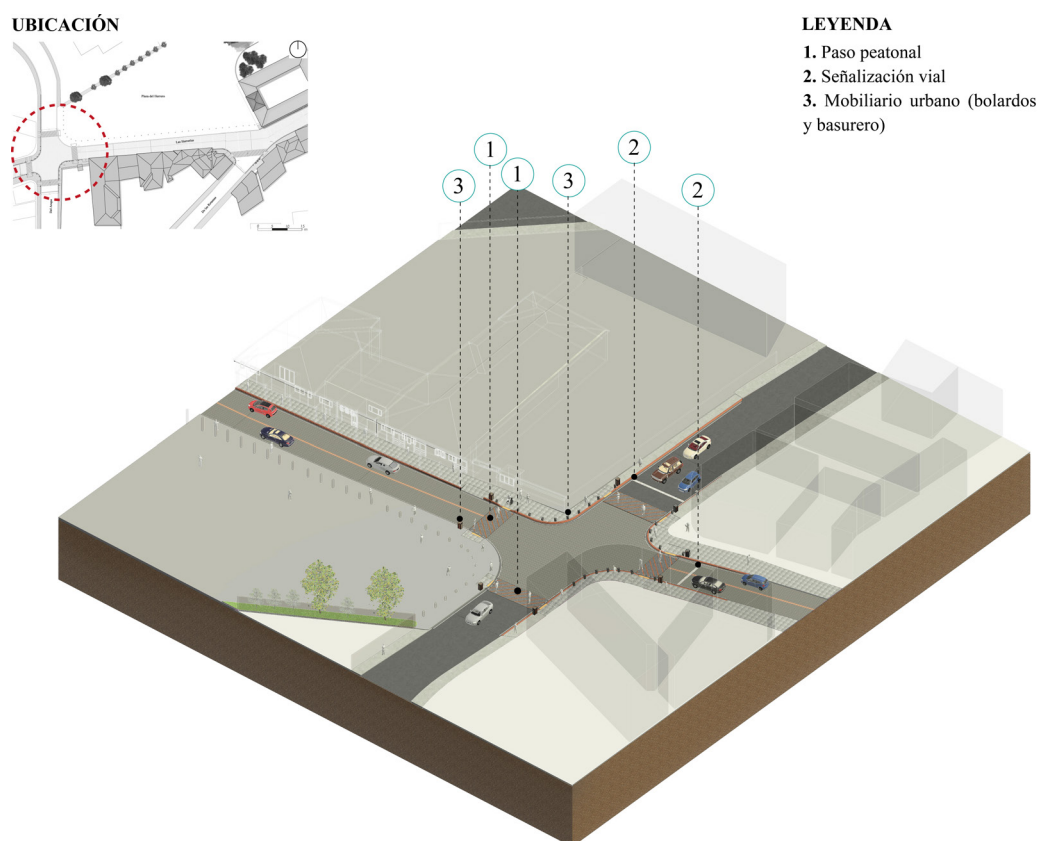 UBICACIÓN
LEYENDA
1. Paso peatonal
2. Señalización vial
3. Mobiliario urbano (bolardos
y basurero)
1
2
1
3
3
2